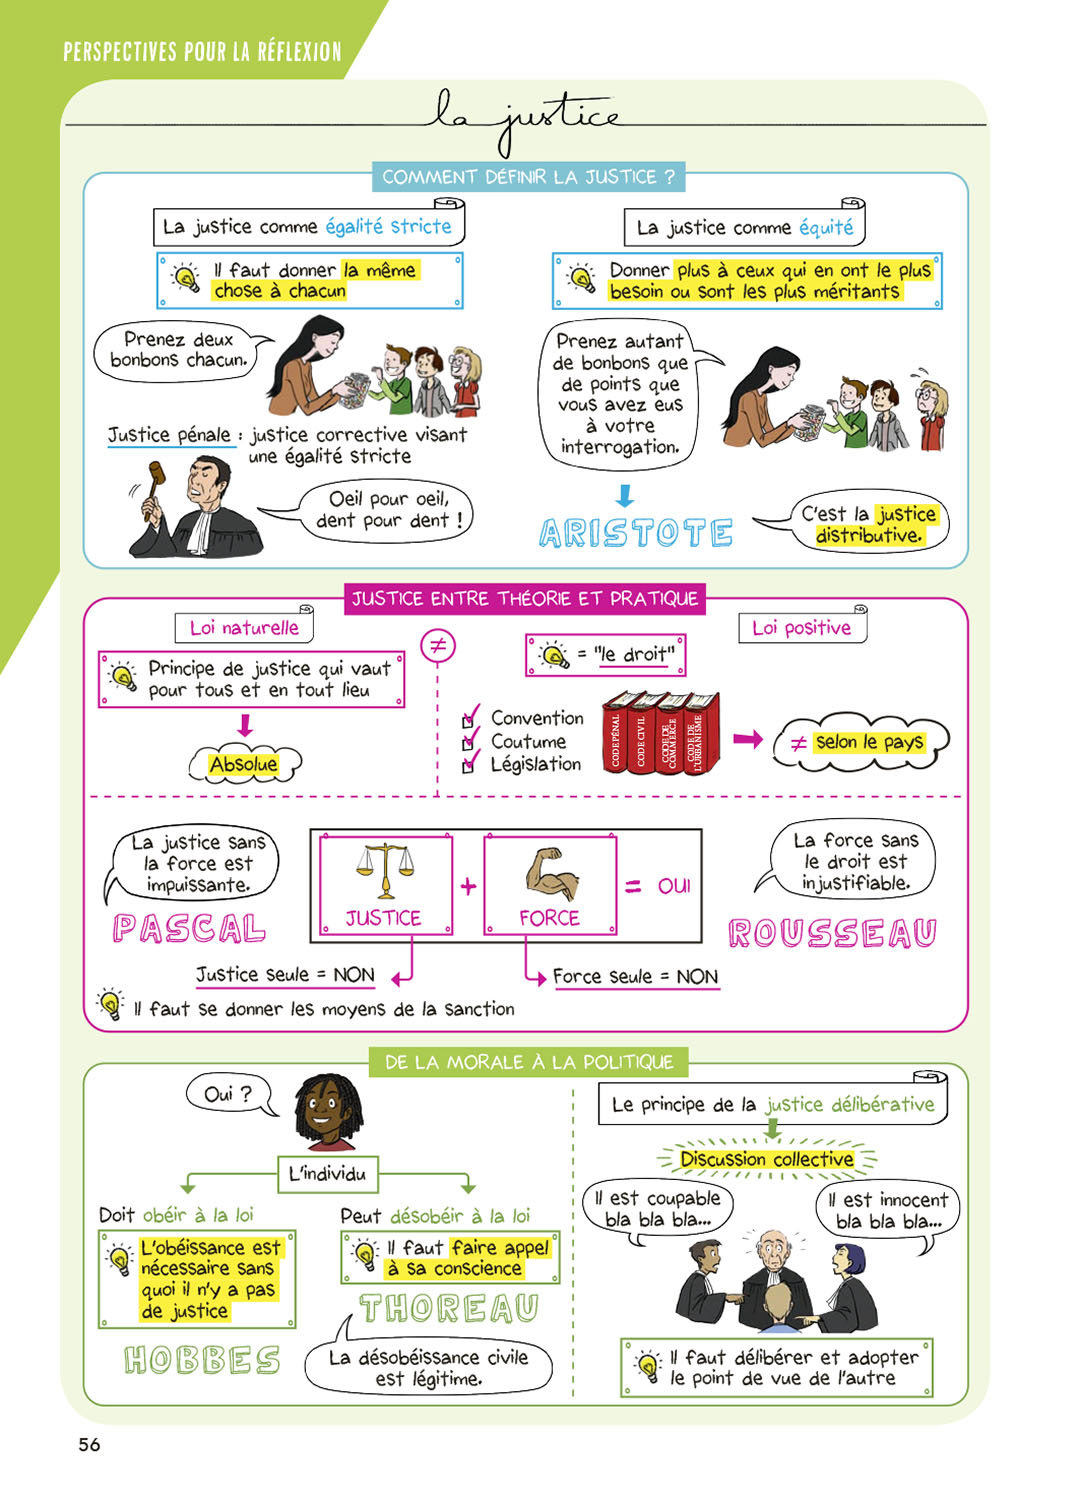 PERSPECTIVES POUR LA RÉFLEXION
la justice
COMMENT DÉFINIR LA JUSTICE ?
La justice comme égalité stricte
Il faut donner la même
chose à chacun
Prenez deux
bonbons chacun.
Justice pénale : justice corrective visant
une égalité stricte
Oeil pour oeil,
dent pour dent !
La justice comme équité
Donner plus à ceux qui en ont le plus
besoin ou sont les plus méritants
Prenez autant
de bonbons que
de points que
vous avez eus
à votre
interrogation.
ARISTOTE
C'est la justice
distributive.
JUSTICE ENTRE THÉORIE ET PRATIQUE
Loi naturelle
Principe de justice qui vaut
pour tous et en tout lieu
Absolue
≠
Loi positive
= "le droit"
Convention
Coutume
Législation
CODE PÉNAL
CODE CIVIL
CODE DE
COMMERCE
CODE DE
L'URBANISME
≠ selon le pays
La justice sans
la force est
impuissante.
PASCAL
JUSTICE
+
FORCE
= OUI
La force sans
le droit est
injustifiable.
ROUSSEAU
Justice seule = NON
Force seule = NON
Il faut se donner les moyens de la sanction
DE LA MORALE À LA POLITIQUE
Oui ?
L'individu
Doit obéir à la loi
L'obéissance est
nécessaire sans
quoi il n'y a pas
de justice
HOBBES
Peut désobéir à la loi
Il faut faire appel
à sa conscience
THOREAU
La désobéissance civile
est légitime.
Le principe de la justice délibérative
Discussion collective
Il est coupable
bla bla bla...
Il est innocent
bla bla bla...
Il faut délibérer et adopter
le point de vue de l'autre
56